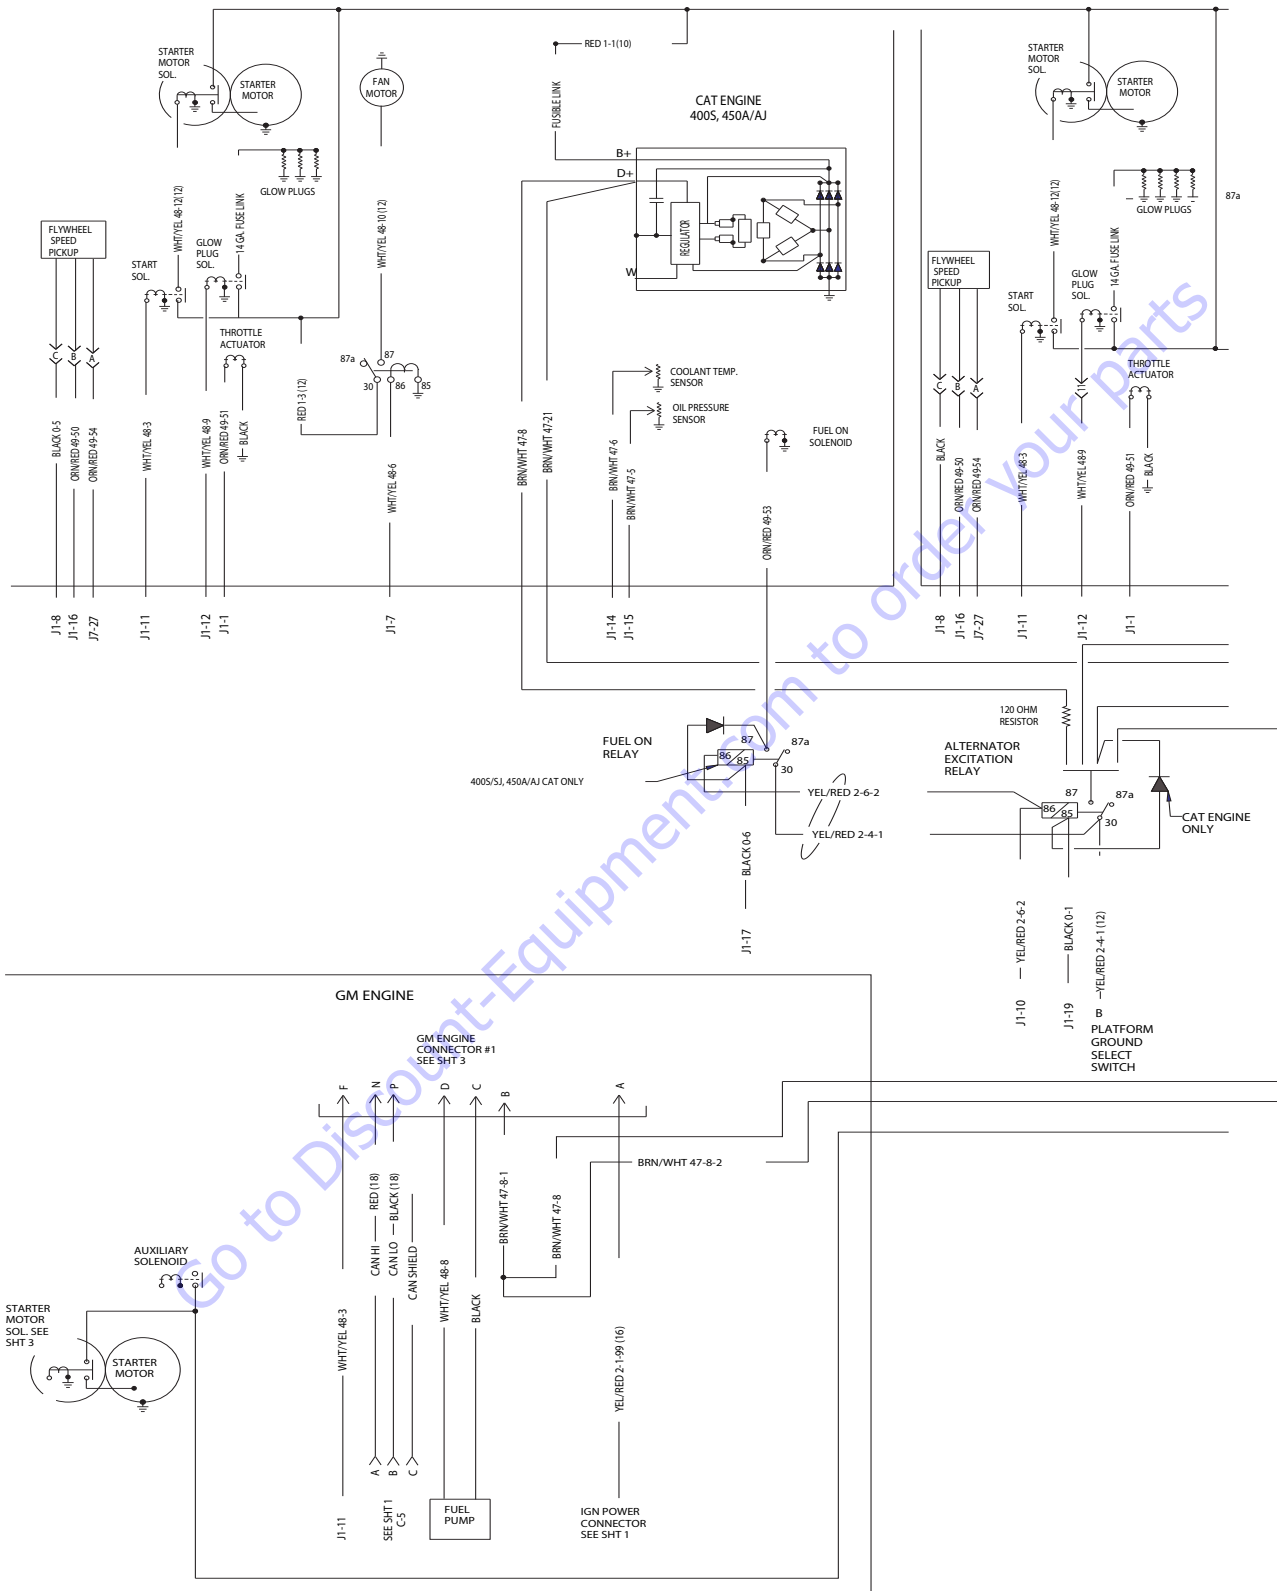 STARTER
MOTOR
SOL.
STARTER
MOTOR
FAN
MOTOR
RED 1-1(10)
FUSIBLE LINK
CAT ENGINE
400S, 450A/AJ
B+
D+
W
REGULATOR
STARTER
MOTOR
SOL.
STARTER
MOTOR
GLOW PLUGS
GLOW PLUGS
87a
FLYWHEEL
SPEED
PICKUP
START
SOL.
GLOW
PLUG
SOL.
WHT/YEL 48-12(12)
14 GA. FUSE LINK
WHT/YEL 48-10 (12)
THROTTLE
ACTUATOR
C
B
A
87a
87
30
86
85
RED 1-3 (12)
BLACK 0-5
ORN/RED 49-50
ORN/RED 49-54
WHT/YEL 48-3
WHT/YEL 48-9
ORN/RED 49-51
BLACK
WHT/YEL 48-6
BRN/WHT 47-8
BRN/WHT 47-21
COOLANT TEMP.
SENSOR
OIL PRESSURE
SENSOR
BRN/WHT 47-6
BRN/WHT 47-5
FUEL ON
SOLENOID
ORN/RED 49-53
FLYWHEEL
SPEED
PICKUP
START
SOL.
GLOW
PLUG
SOL.
WHT/YEL 48-12(12)
14 GA. FUSE LINK
THROTTLE
ACTUATOR
C
B
A
11
BLACK
ORN/RED 49-50
ORN/RED 49-54
WHT/YEL 48-3
WHT/YEL 48-9
ORN/RED 49-51
BLACK
J1-8
J1-16
J7-27
J1-11
J1-12
J1-1
J1-7
J1-14
J1-15
J1-8
J1-16
J7-27
J1-11
J1-12
J1-1
FUEL ON
RELAY
400S/SJ, 450A/AJ CAT ONLY
87
87a
86
85
30
YEL/RED 2-6-2
YEL/RED 2-4-1
BLACK 0-6
J1-17
120 OHM
RESISTOR
ALTERNATOR
EXCITATION
RELAY
87
87a
86
85
30
CAT ENGINE
ONLY
YEL/RED 2-6-2
BLACK 0-1
YEL/RED 2-4-1 (12)
J1-10
J1-19
B
PLATFORM
GROUND
SELECT
SWITCH
GM ENGINE
GM ENGINE
CONNECTOR #1
SEE SHT 3
F
N
P
D
C
B
A
BRN/WHT 47-8-2
RED (18)
BLACK (18)
CAN HI
CAN LO
CAN SHIELD
WHT/YEL 48-3
WHT/YEL 48-8
BLACK
BRN/WHT 47-8-1
BRN/WHT 47-8
YEL/RED 2-1-99 (16)
AUXILIARY
SOLENOID
STARTER
MOTOR
SOL. SEE
SHT 3
STARTER
MOTOR
A
B
C
J1-11
SEE SHT 1
C-5
FUEL
PUMP
IGN POWER
CONNECTOR
SEE SHT 1
Go to Discount-Equipment.com to order your parts